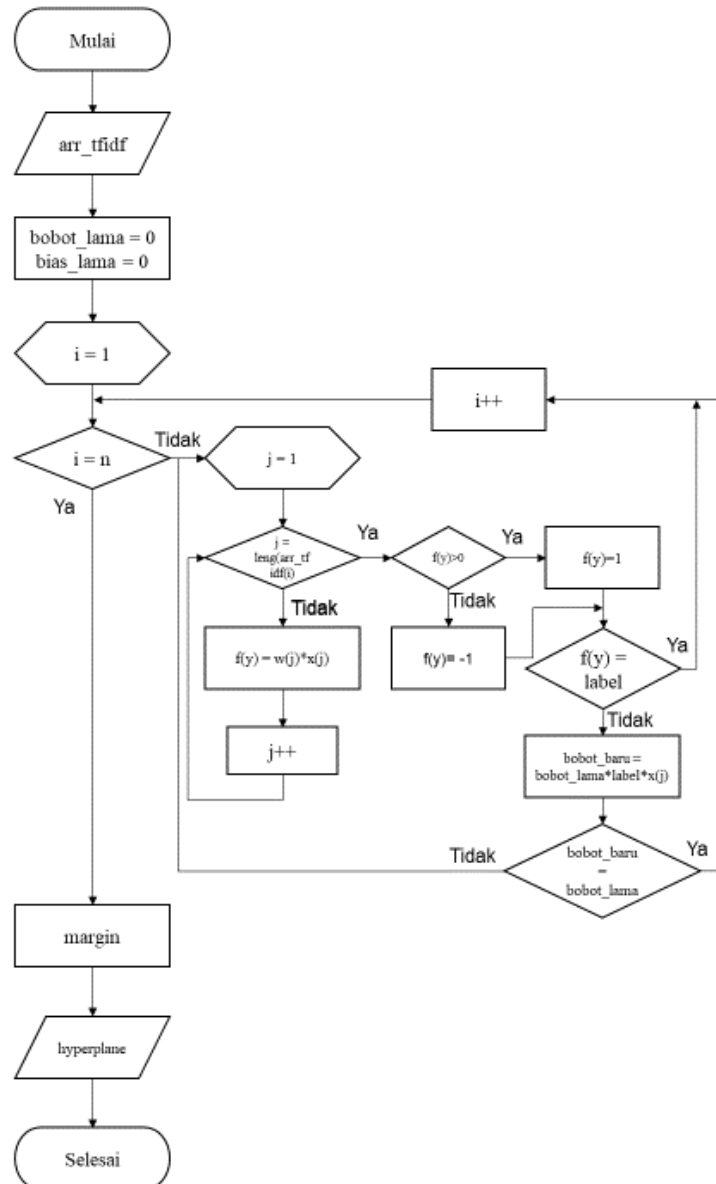 Mulai
arr_tfidf
bobot_lama = 0
bias_lama = 0
i = 1
i++
i = n
Tidak
Ya
j = 1
j =
leng(arr_tf
idf(i)
Ya
Tidak
f(y)>0
Ya
Tidak
f(y)=1
f(y) = w(j)*x(j)
f(y)= -1
f(y) =
label
Ya
Tidak
j++
bobot_baru =
bobot_lama*label*x(j)
bobot_baru
=
bobot_lama
Tidak
Ya
margin
hyperplane
Selesai